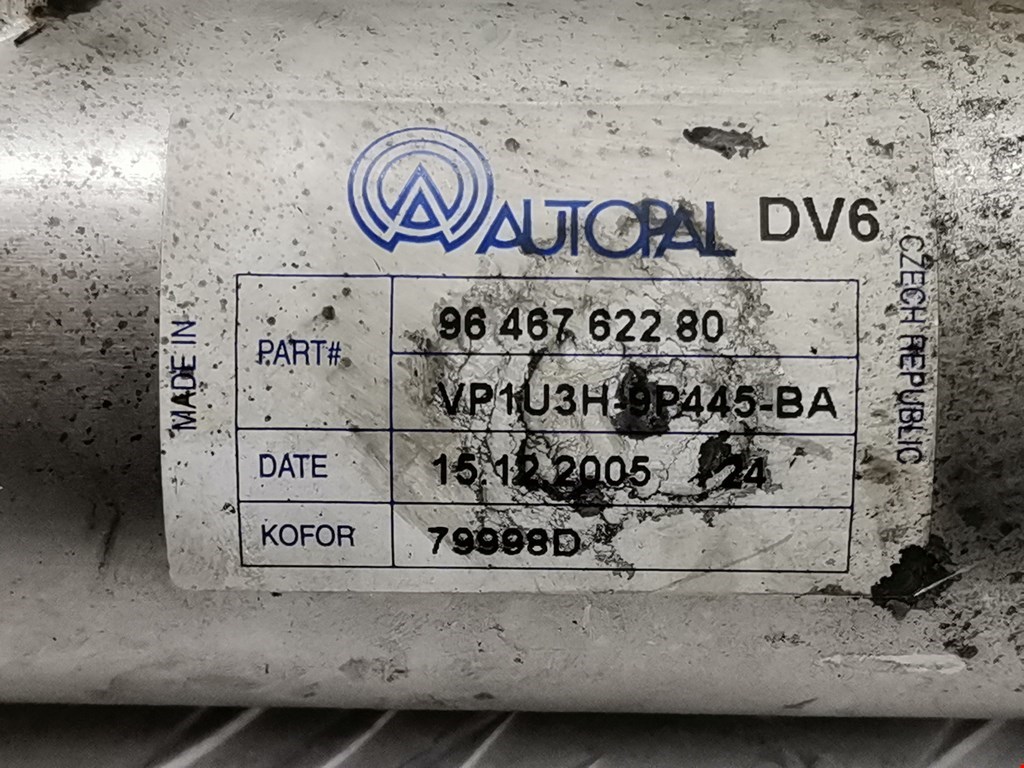 AUTOPAL DV6
MADE IN
CZECH REPUBLIC
PART# 96 467 622 80
VP1U3H-9P445-BA
DATE 15.12.2005 24
KOFOR 79998D